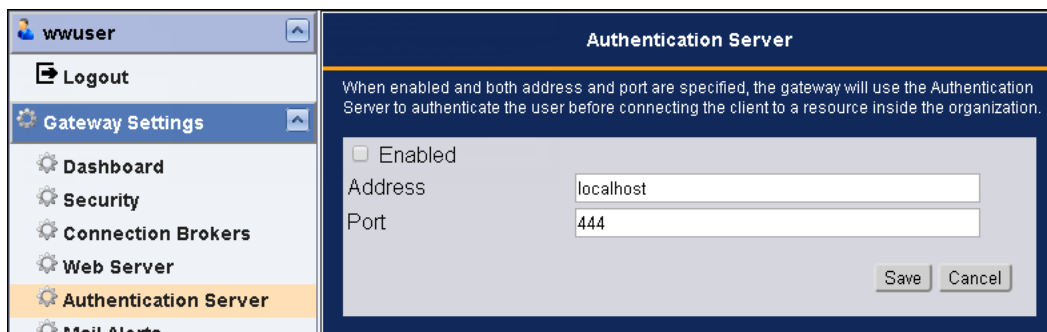 wwuser
Logout
Gateway Settings
Dashboard
Security
Connection Brokers
Web Server
Authentication Server
Mail Alerts
Authentication Server
When enabled and both address and port are specified, the gateway will use the Authentication
Server to authenticate the user before connecting the client to a resource inside the organization.
Enabled
Address
localhost
Port
444
Save
Cancel